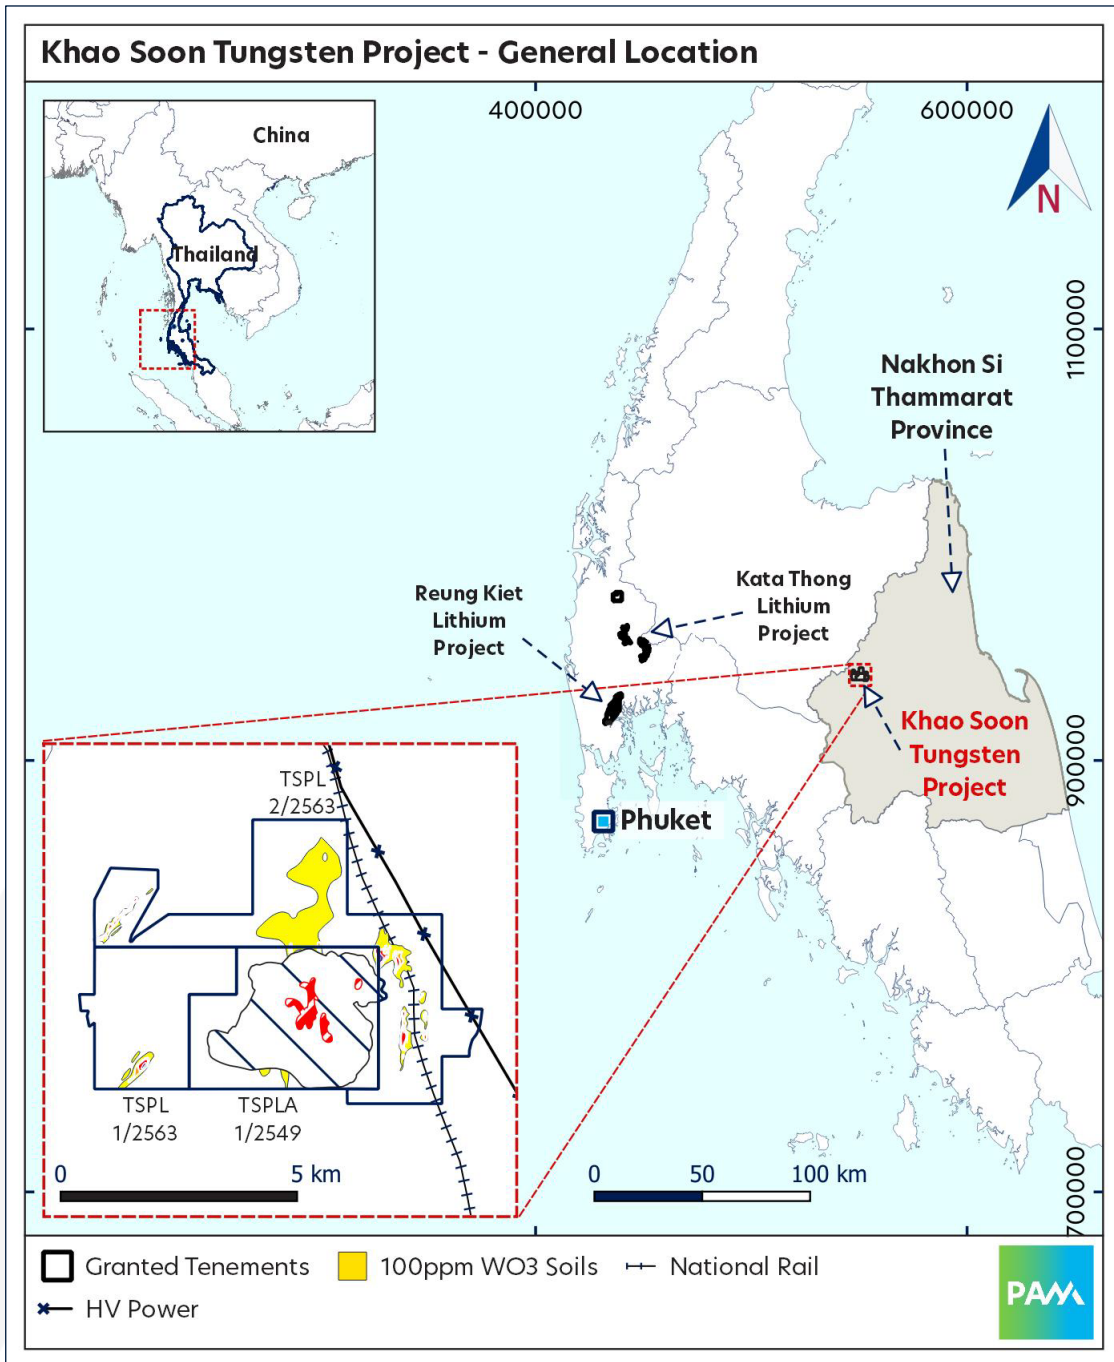 Khao Soon Tungsten Project - General Location
400000
600000
China
Thailand
N
1100000
Nakhon Si
Thammarat
Province
Reung Kiet
Lithium
Project
Kata Thong
Lithium
Project
Khao Soon
Tungsten
Project
900000
Phuket
TSPL
2/2563
TSPL
1/2563
TSPLA
1/2549
0
5 km
0
50
100 km
700000
Granted Tenements
100ppm WO3 Soils
National Rail
HV Power
PAM